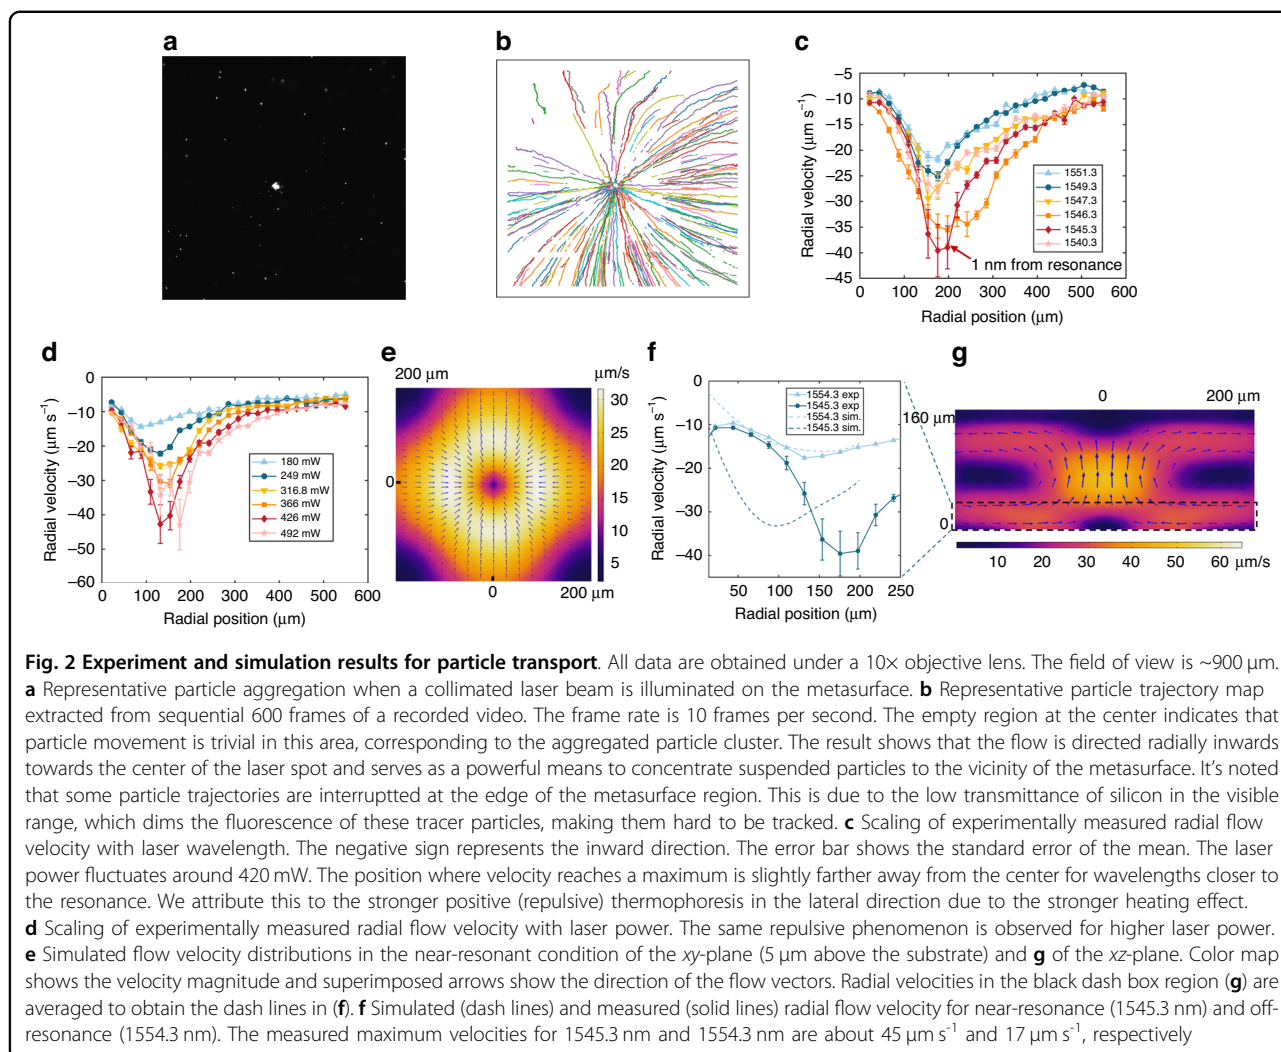 a
b
c
−5
−10
−15
−20
−25
−30
−35
−40
−45
Radial velocity (μm s⁻¹)
1551.3
1549.3
1547.3
1546.3
1545.3
1540.3
1 nm from resonance
0 100 200 300 400 500 600
Radial position (μm)
d
0
−10
−20
−30
−40
−50
−60
Radial velocity (μm s⁻¹)
180 mW
249 mW
316.8 mW
366 mW
426 mW
492 mW
0 100 200 300 400 500 600
Radial position (μm)
e
200 μm
μm/s
30
25
20
15
10
5
0
0
200 μm
f
0
−10
−20
−30
−40
Radial velocity (μm s⁻¹)
1554.3 exp
1545.3 exp
1554.3 sim.
1545.3 sim.
50 100 150 200 250
Radial position (μm)
g
0
200 μm
160 μm
0
10 20 30 40 50 60 μm/s
Fig. 2 Experiment and simulation results for particle transport. All data are obtained under a 10× objective lens. The field of view is ~900 μm.
a Representative particle aggregation when a collimated laser beam is illuminated on the metasurface. b Representative particle trajectory map
extracted from sequential 600 frames of a recorded video. The frame rate is 10 frames per second. The empty region at the center indicates that
particle movement is trivial in this area, corresponding to the aggregated particle cluster. The result shows that the flow is directed radially inwards
towards the center of the laser spot and serves as a powerful means to concentrate suspended particles to the vicinity of the metasurface. It's noted
that some particle trajectories are interruptted at the edge of the metasurface region. This is due to the low transmittance of silicon in the visible
range, which dims the fluorescence of these tracer particles, making them hard to be tracked. c Scaling of experimentally measured radial flow
velocity with laser wavelength. The negative sign represents the inward direction. The error bar shows the standard error of the mean. The laser
power fluctuates around 420 mW. The position where velocity reaches a maximum is slightly farther away from the center for wavelengths closer to
the resonance. We attribute this to the stronger positive (repulsive) thermophoresis in the lateral direction due to the stronger heating effect.
d Scaling of experimentally measured radial flow velocity with laser power. The same repulsive phenomenon is observed for higher laser power.
e Simulated flow velocity distributions in the near-resonant condition of the xy-plane (5 μm above the substrate) and g of the xz-plane. Color map
shows the velocity magnitude and superimposed arrows show the direction of the flow vectors. Radial velocities in the black dash box region (g) are
averaged to obtain the dash lines in (f). f Simulated (dash lines) and measured (solid lines) radial flow velocity for near-resonance (1545.3 nm) and off-
resonance (1554.3 nm). The measured maximum velocities for 1545.3 nm and 1554.3 nm are about 45 μm s⁻¹ and 17 μm s⁻¹, respectively